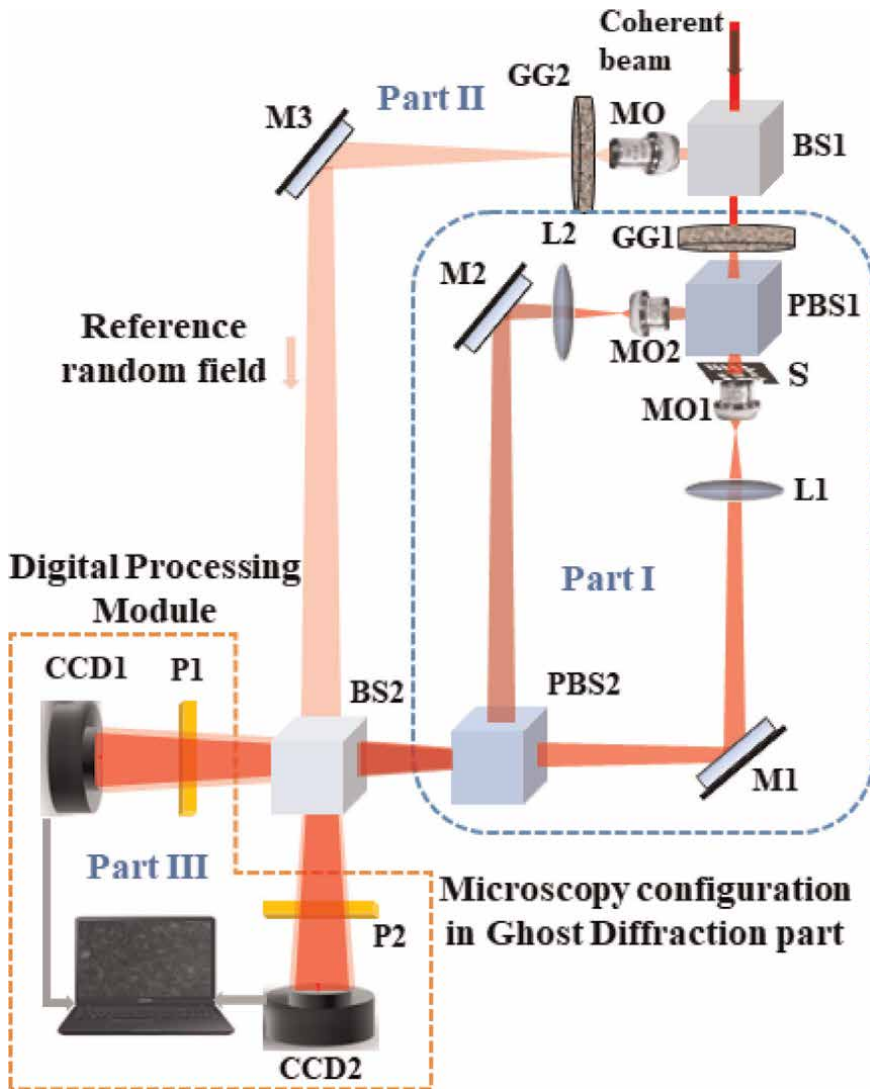 Coherent
beam
GG2
MO
Part II
M3
BS1
L2
GG1
M2
PBS1
MO2
S
MO1
Reference
random field
L1
Part I
Digital Processing
Module
CCD1
P1
BS2
PBS2
M1
Part III
Microscopy configuration
in Ghost Diffraction part
P2
CCD2